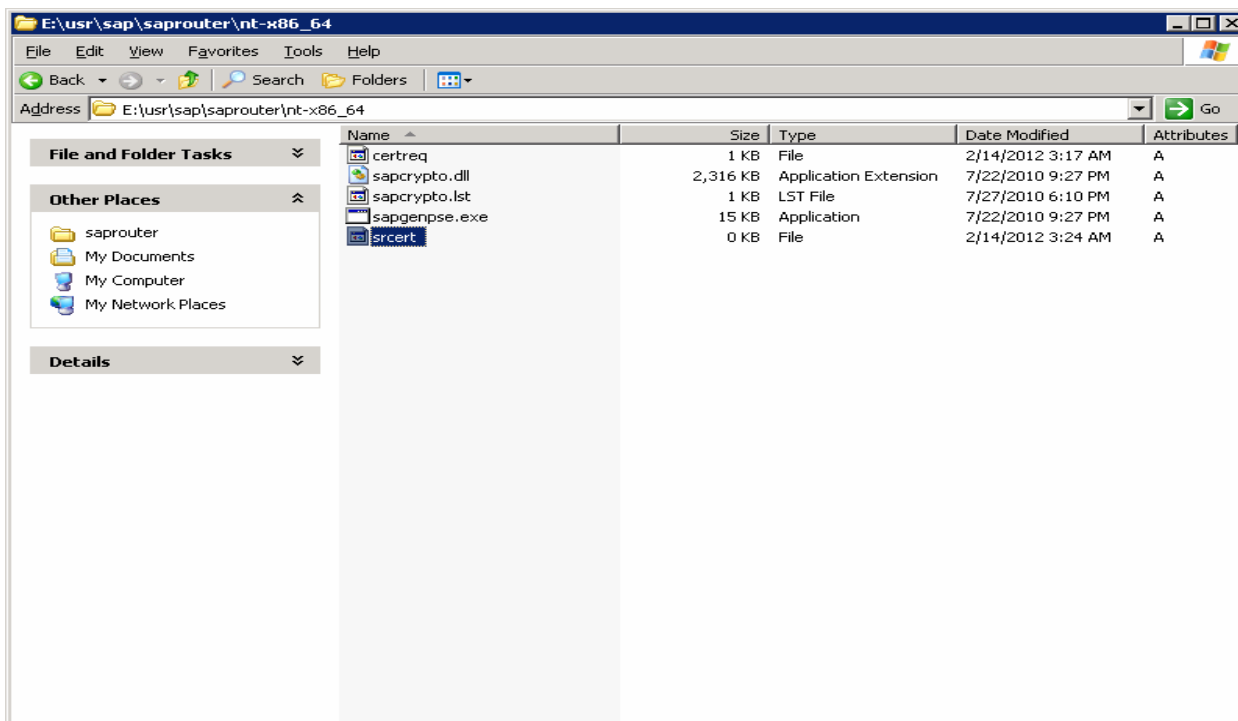 E:\usr\sap\saprouter\nt-x86_64
File Edit View Favorites Tools Help
Back Search Folders
Address E:\usr\sap\saprouter\nt-x86_64 Go
File and Folder Tasks
Other Places
saprouter
My Documents
My Computer
My Network Places
Details
Name Size Type Date Modified Attributes
certreq 1 KB File 2/14/2012 3:17 AM A
sapcrypto.dll 2,316 KB Application Extension 7/22/2010 9:27 PM A
sapcrypto.lst 1 KB LST File 7/27/2010 6:10 PM A
sapgenpse.exe 15 KB Application 7/22/2010 9:27 PM A
srcert 0 KB File 2/14/2012 3:24 AM A